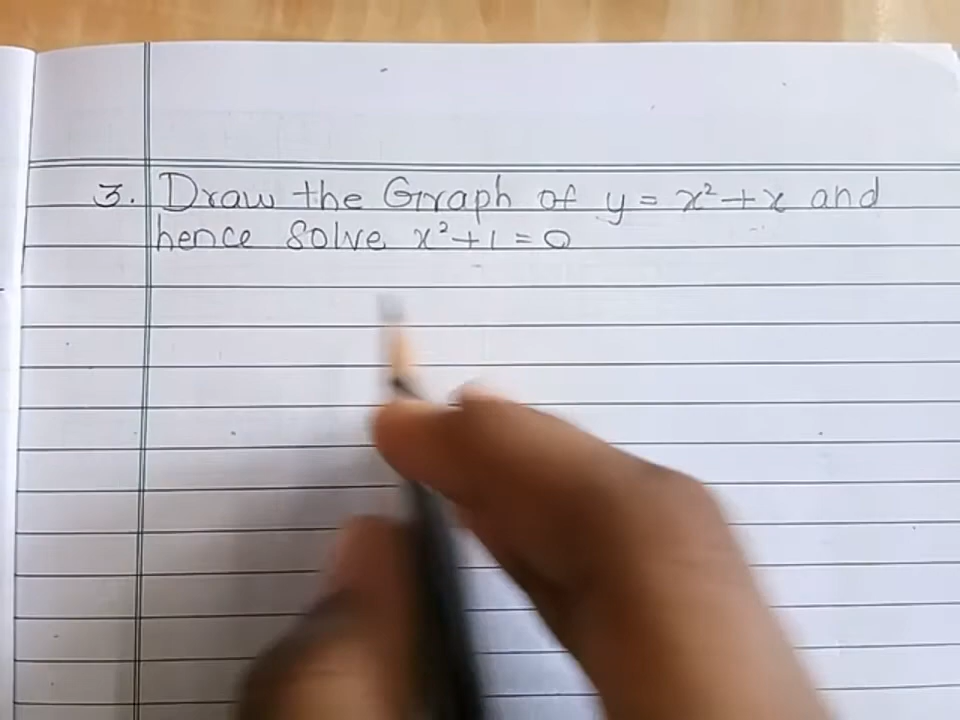 3. Draw the Graph of y = x² + x and
hence Solve x² + 1 = 0